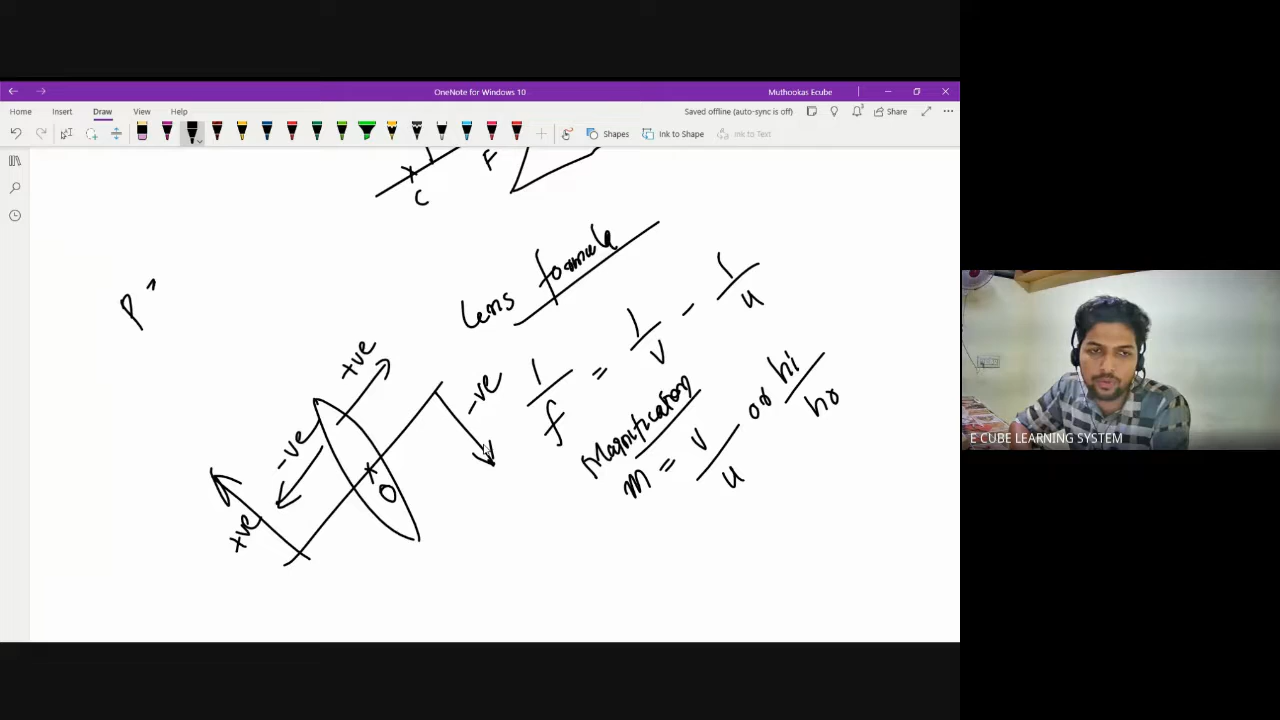 OneNote for Windows 10
Muthookas Ecube
Home Insert Draw View Help
Saved offline (auto-sync is off)
3
Share
Shapes
Ink to Shape
Ink to Text
F
C
Lens formula
P
1/f = 1/v - 1/u
+ve
-ve
-ve
+ve
O
Magnification
m = v/u or hi/ho
E CUBE LEARNING SYSTEM